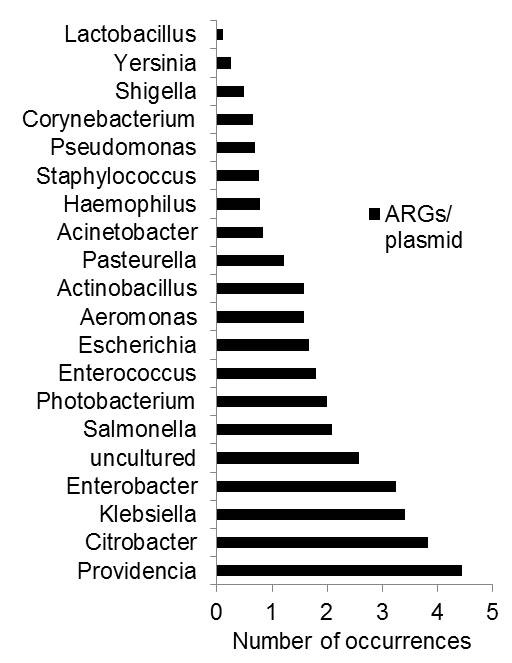 Lactobacillus
Yersinia
Shigella
Corynebacterium
Pseudomonas
Staphylococcus
Haemophilus
Acinetobacter
Pasteurella
Actinobacillus
Aeromonas
Escherichia
Enterococcus
Photobacterium
Salmonella
uncultured
Enterobacter
Klebsiella
Citrobacter
Providencia
ARGs/
plasmid
0 1 2 3 4 5
Number of occurrences